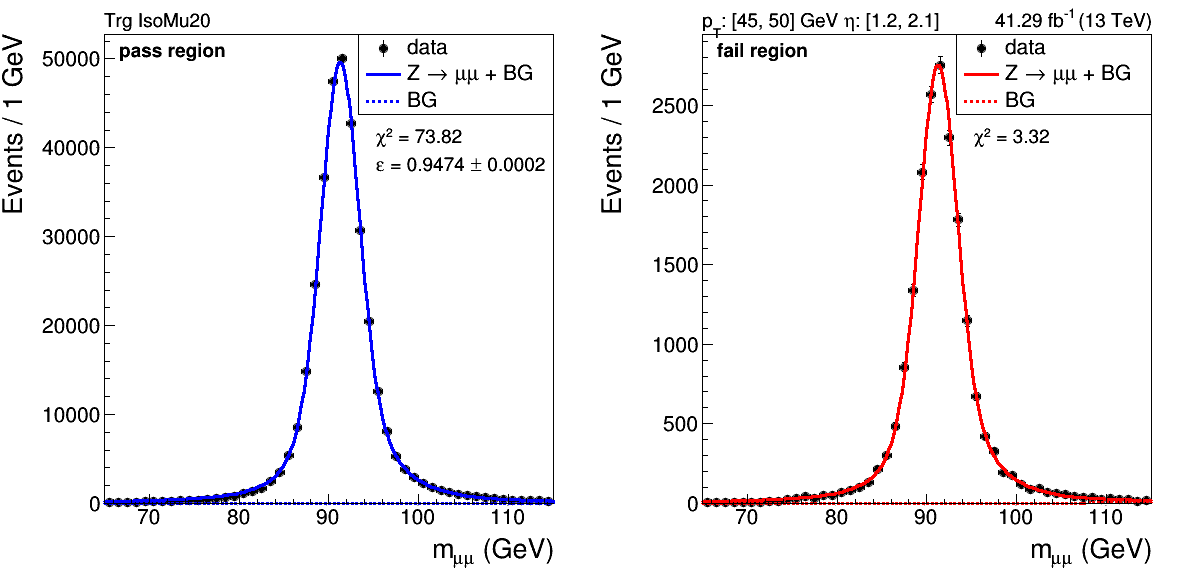 Trg IsoMu20
pass region
data
Z → μμ + BG
BG
χ² = 73.82
ε = 0.9474 ± 0.0002
Events / 1 GeV
50000
40000
30000
20000
10000
0
70 80 90 100 110
mμμ (GeV)
pT: [45, 50] GeV η: [1.2, 2.1] 41.29 fb⁻¹ (13 TeV)
fail region
data
Z → μμ + BG
BG
χ² = 3.32
Events / 1 GeV
2500
2000
1500
1000
500
0
70 80 90 100 110
mμμ (GeV)